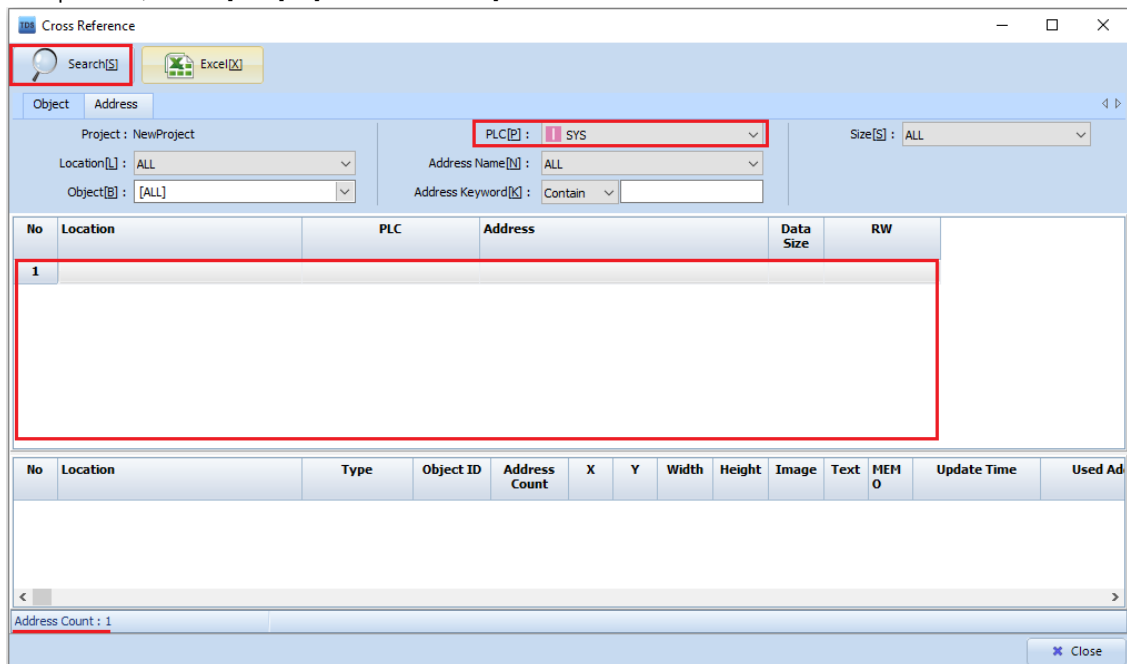 TDS Cross Reference
Search[S] Excel[X]
Object Address
Project : NewProject PLC[P] : SYS Size[S] : ALL
Location[L] : ALL Address Name[N] : ALL
Object[B] : [ALL] Address Keyword[K] : Contain
No Location PLC Address Data Size RW
1
No Location Type Object ID Address Count X Y Width Height Image Text MEMO Update Time Used Ad
Address Count : 1
Close